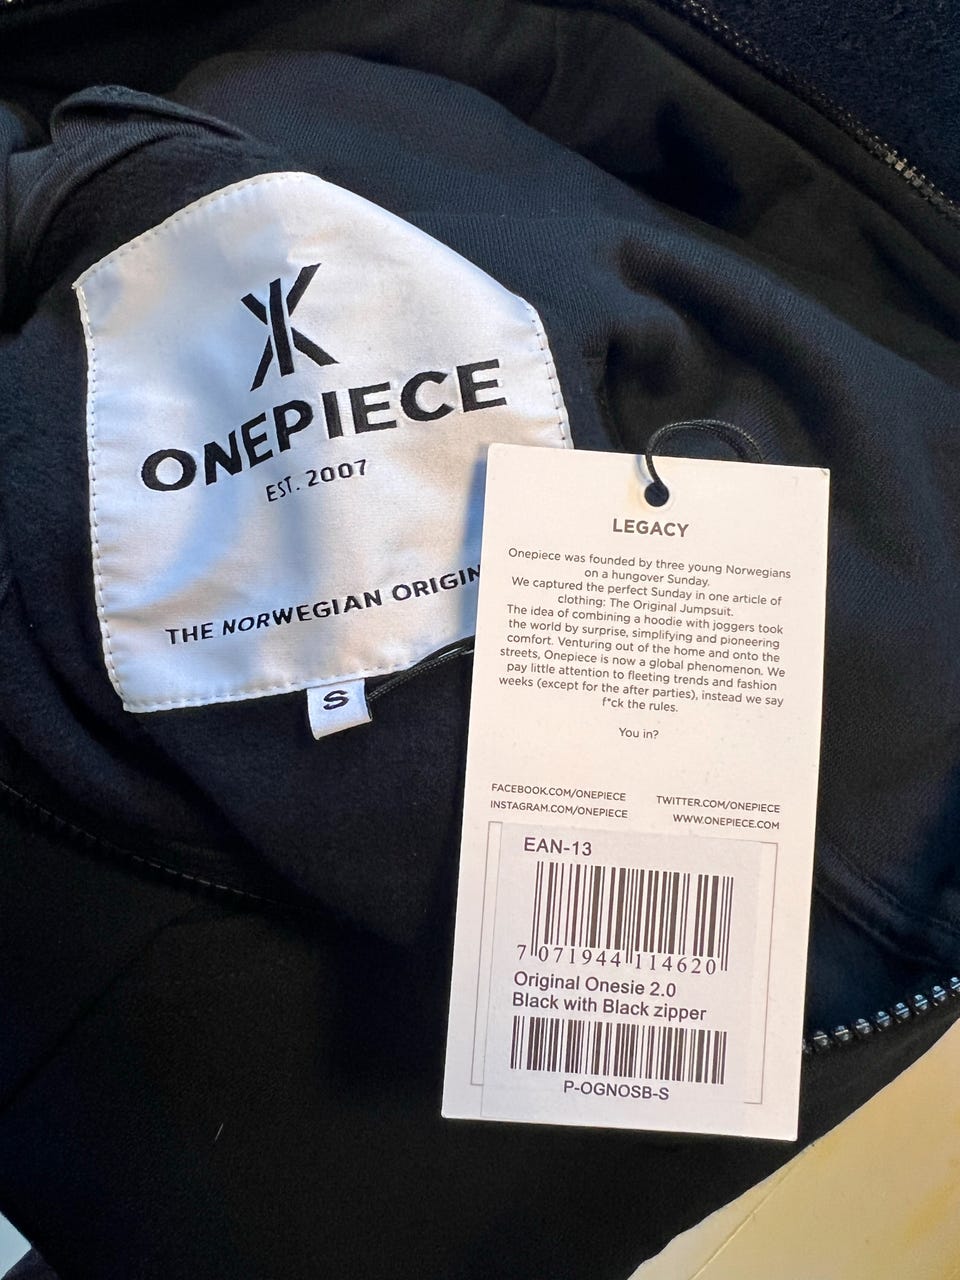 ONEPIECE
EST. 2007
THE NORWEGIAN
S
LEGACY
Onepiece was founded by three young Norwegians
on a hungover Sunday.
We captured the perfect Sunday in one article of
clothing: The Original Jumpsuit.
The idea of combining a hoodie with joggers took
the world by surprise, simplifying and pioneering
comfort. Venturing out of the home and onto the
streets, Onepiece is now a global phenomenon. We
pay little attention to fleeting trends and fashion
weeks (except for the after parties), instead we say
f*ck the rules.
You in?
FACEBOOK.COM/ONEPIECE TWITTER.COM/ONEPIECE
INSTAGRAM.COM/ONEPIECE WWW.ONEPIECE.COM
EAN-13
7 071944 114620
Original Onesie 2.0
Black with Black zipper
P-OGNOSB-S